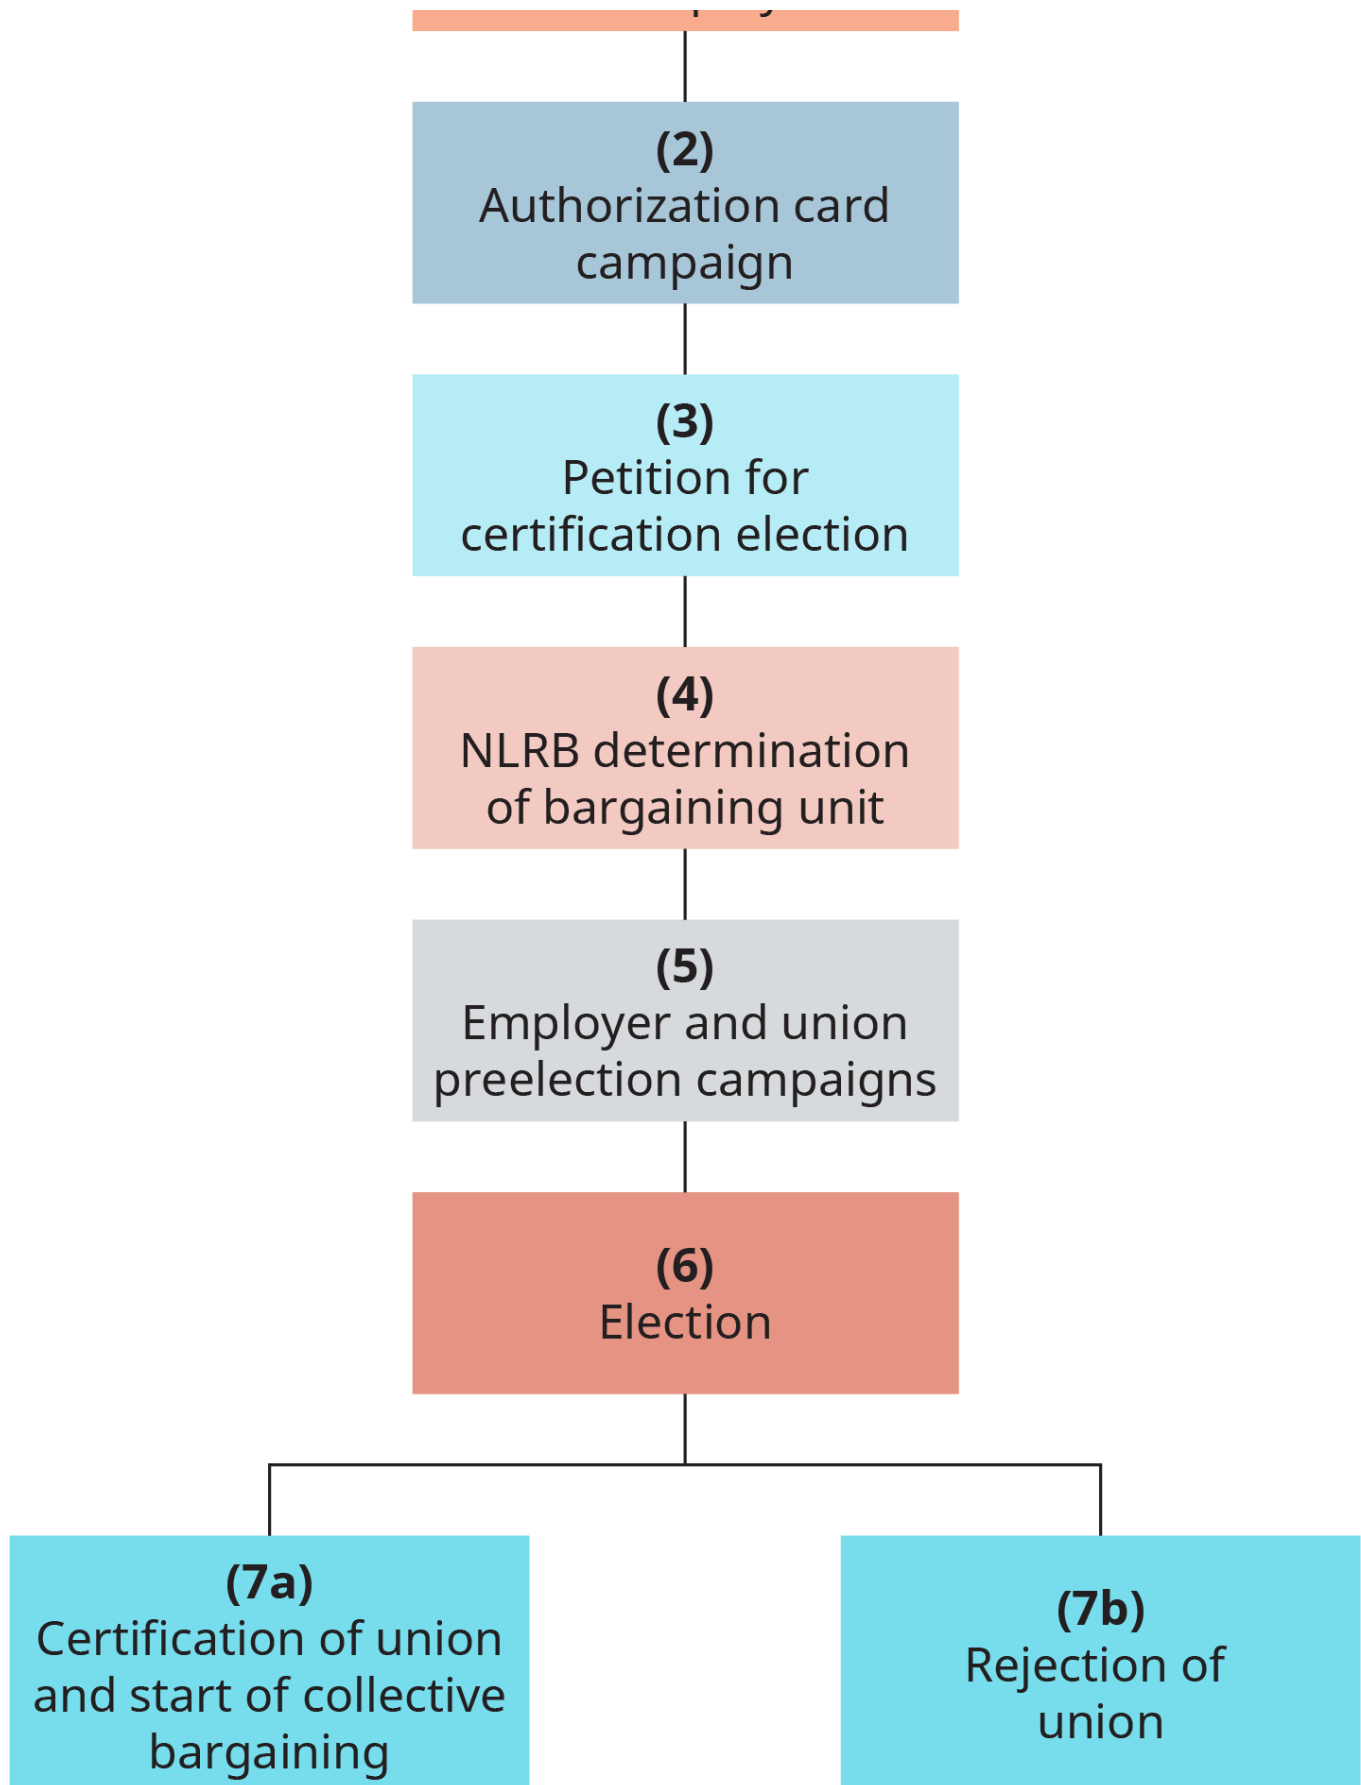 (2)
Authorization card
campaign
(3)
Petition for
certification election
(4)
NLRB determination
of bargaining unit
(5)
Employer and union
preelection campaigns
(6)
Election
(7a)
Certification of union
and start of collective
bargaining
(7b)
Rejection of
union